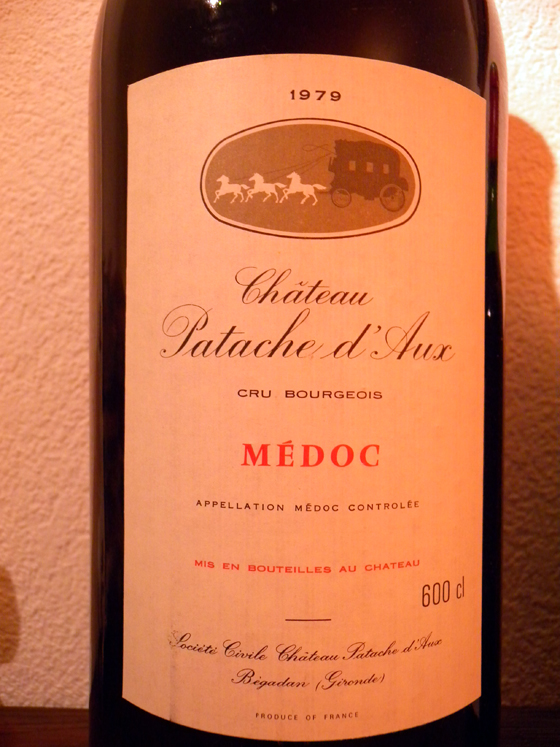 1979
Château
Patache d'Aux
CRU BOURGEOIS
MÉDOC
APPELLATION MÉDOC CONTROLÉE
MIS EN BOUTEILLES AU CHATEAU
600 cl
Société Civile Château Patache d'Aux
Bégadan (Gironde)
PRODUCE OF FRANCE